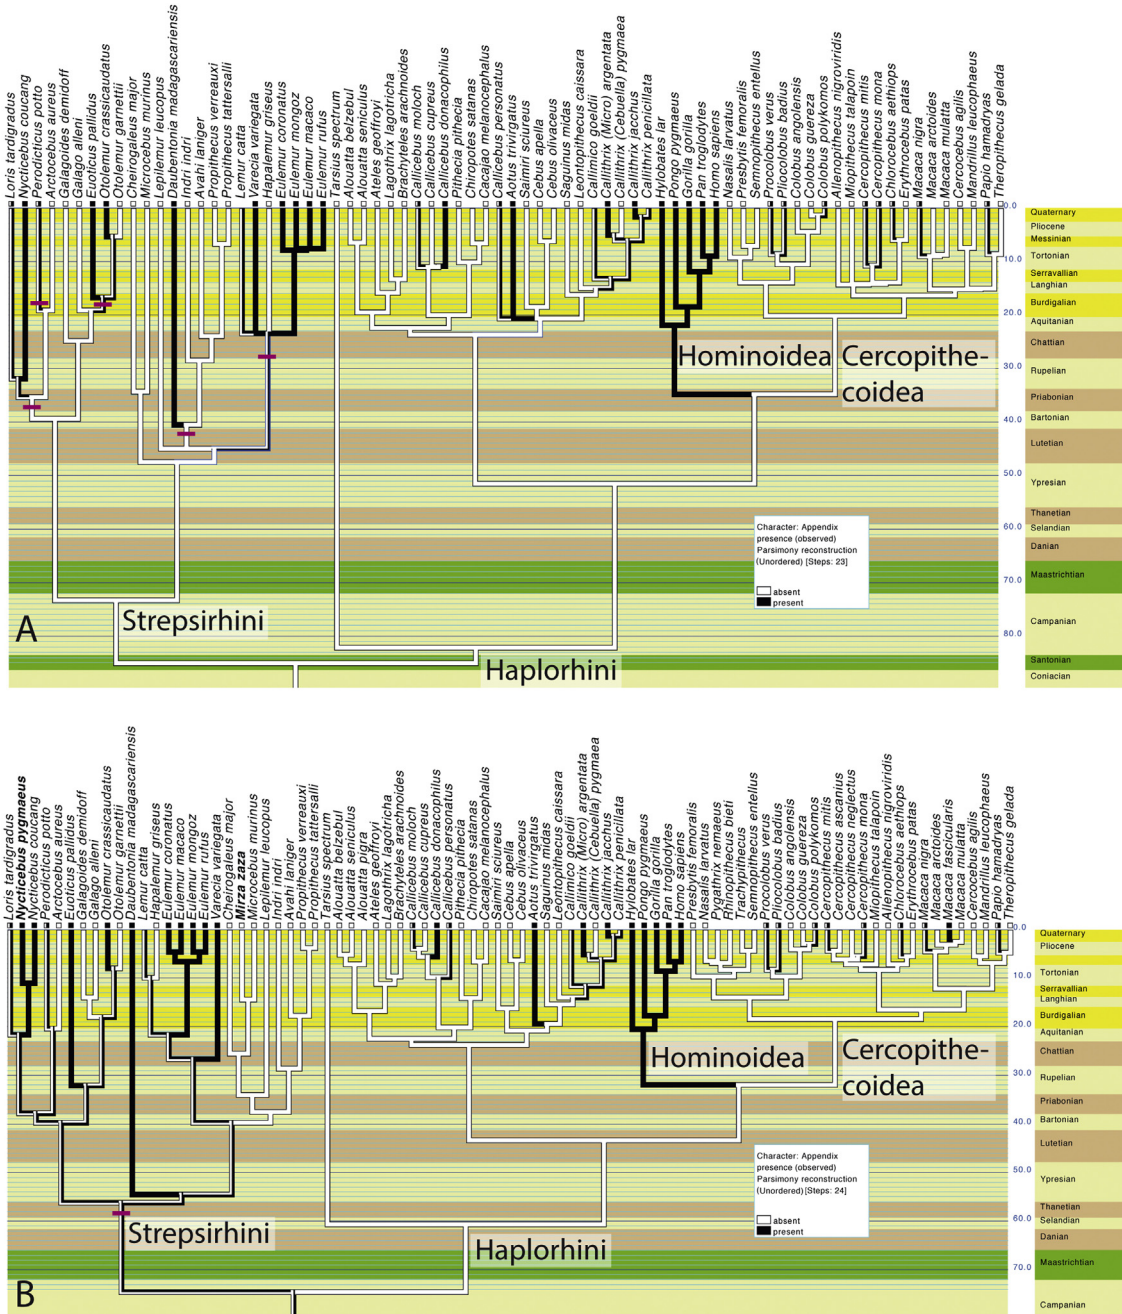 Loris tardigradus
Nycticebus coucang
Perodicticus potto
Arctocebus aureus
Galagoides demidoff
Galago alleni
Euoticus pallidus
Otolemur crassicaudatus
Otolemur garnettii
Cheirogaleus major
Microcebus murinus
Lepilemur leucopus
Daubentonia madagascariensis
Indri indri
Avahi laniger
Propithecus verreauxi
Propithecus tattersalli
Lemur catta
Varecia variegata
Hapalemur griseus
Eulemur coronatus
Eulemur mongoz
Eulemur macaco
Eulemur rufus
Tarsius spectrum
Alouatta belzebul
Alouatta seniculus
Ateles geoffroyi
Lagothrix lagotricha
Brachyteles arachnoides
Callicebus moloch
Callicebus cupreus
Callicebus donacophilus
Pithecia pithecia
Chiropotes satanas
Cacajao melanocephalus
Callicebus personatus
Aotus trivirgatus
Saimiri sciureus
Cebus apella
Cebus olivaceus
Saguinus midas
Leontopithecus caissara
Callimico goeldii
Callithrix (Micro) argentata
Callithrix (Cebuella) pygmaea
Callithrix jacchus
Callithrix penicillata
Hylobates lar
Pongo pygmaeus
Gorilla gorilla
Pan troglodytes
Homo sapiens
Nasalis larvatus
Presbytis femoralis
Semnopithecus entellus
Procolobus verus
Piliocolobus badius
Colobus angolensis
Colobus guereza
Colobus polykomos
Allenopithecus nigroviridis
Miopithecus talapoin
Cercopithecus mitis
Cercopithecus mona
Chlorocebus aethiops
Erythrocebus patas
Macaca nigra
Macaca arctoides
Macaca mulatta
Cercocebus agilis
Mandrillus leucophaeus
Papio hamadryas
Theropithecus gelada
0.0
Quaternary
Pliocene
Messinian
Tortonian
10.0
Serravallian
Langhian
Burdigalian
20.0
Aquitanian
Chattian
30.0
Rupelian
Priabonian
40.0
Bartonian
Lutetian
50.0
Ypresian
Thanetian
60.0
Selandian
Danian
70.0
Maastrichtian
Campanian
80.0
Santonian
Coniacian
Hominoidea
Cercopithe-
coidea
Character: Appendix
presence (observed)
Parsimony reconstruction
(Unordered) [Steps: 23]
absent
present
Strepsirhini
Haplorhini
A
Loris tardigradus
Nycticebus pygmaeus
Nycticebus coucang
Perodicticus potto
Arctocebus aureus
Euoticus pallidus
Galagoides demidoff
Galago alleni
Otolemur crassicaudatus
Otolemur garnettii
Daubentonia madagascariensis
Lemur catta
Hapalemur griseus
Eulemur coronatus
Eulemur macaco
Eulemur mongoz
Eulemur rufus
Varecia variegata
Cheirogaleus major
Mirza zaza
Microcebus murinus
Lepilemur leucopus
Indri indri
Avahi laniger
Propithecus verreauxi
Propithecus tattersalli
Tarsius spectrum
Alouatta belzebul
Alouatta seniculus
Alouatta pigra
Ateles geoffroyi
Lagothrix lagotricha
Brachyteles arachnoides
Callicebus moloch
Callicebus cupreus
Callicebus donacophilus
Callicebus personatus
Pithecia pithecia
Chiropotes satanas
Cacajao melanocephalus
Saimiri sciureus
Cebus apella
Cebus olivaceus
Aotus trivirgatus
Saguinus midas
Leontopithecus caissara
Callimico goeldii
Callithrix (Micro) argentata
Callithrix (Cebuella) pygmaea
Callithrix jacchus
Callithrix penicillata
Hylobates lar
Pongo pygmaeus
Gorilla gorilla
Pan troglodytes
Homo sapiens
Presbytis femoralis
Nasalis larvatus
Pygathrix nemaeus
Rhinopithecus bieti
Trachypithecus
Semnopithecus entellus
Procolobus verus
Piliocolobus badius
Colobus angolensis
Colobus guereza
Colobus polykomos
Cercopithecus mitis
Cercopithecus ascanius
Cercopithecus neglectus
Cercopithecus mona
Miopithecus talapoin
Allenopithecus nigroviridis
Chlorocebus aethiops
Erythrocebus patas
Macaca nigra
Macaca arctoides
Macaca fascicularis
Macaca mulatta
Cercocebus agilis
Mandrillus leucophaeus
Papio hamadryas
Theropithecus gelada
0.0
Quaternary
Pliocene
10.0
Tortonian
Serravallian
Langhian
Burdigalian
20.0
Aquitanian
Chattian
30.0
Rupelian
Priabonian
40.0
Bartonian
Lutetian
50.0
Ypresian
Thanetian
60.0
Selandian
Danian
70.0
Maastrichtian
Campanian
Hominoidea
Cercopithe-
coidea
Character: Appendix
presence (observed)
Parsimony reconstruction
(Unordered) [Steps: 24]
absent
present
Strepsirhini
Haplorhini
B